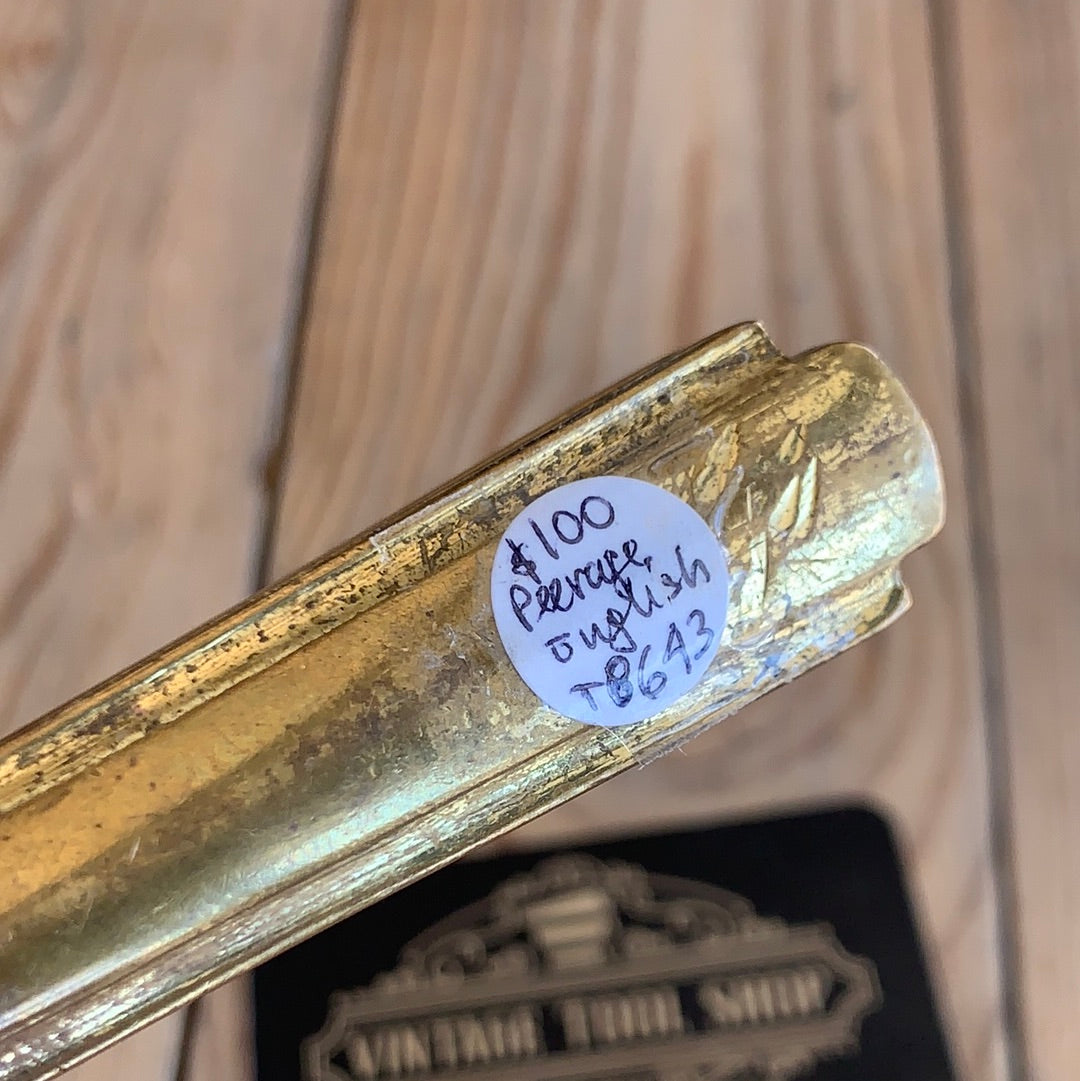 $100
Peerage.
English
T8643
VINTAGE TOOL SHOP